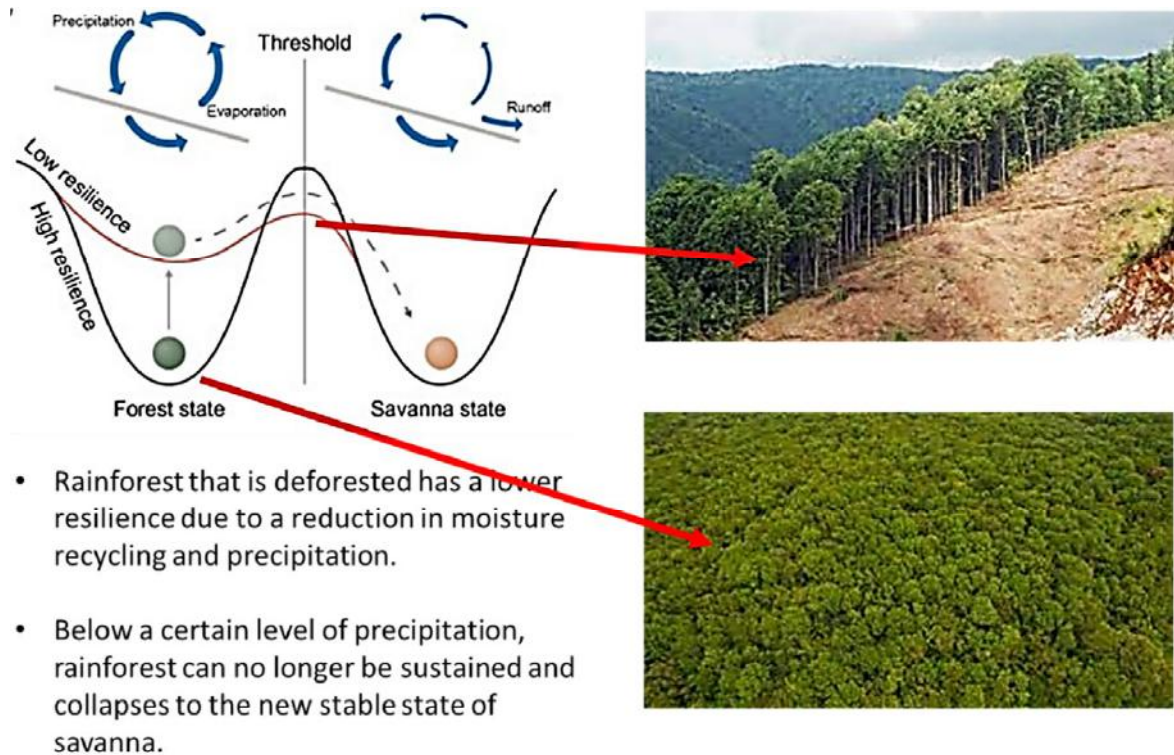 Precipitation
Evaporation
Threshold
Runoff
Low resilience
High resilience
Forest state
Savanna state
• Rainforest that is deforested has a lower
resilience due to a reduction in moisture
recycling and precipitation.
• Below a certain level of precipitation,
rainforest can no longer be sustained and
collapses to the new stable state of
savanna.